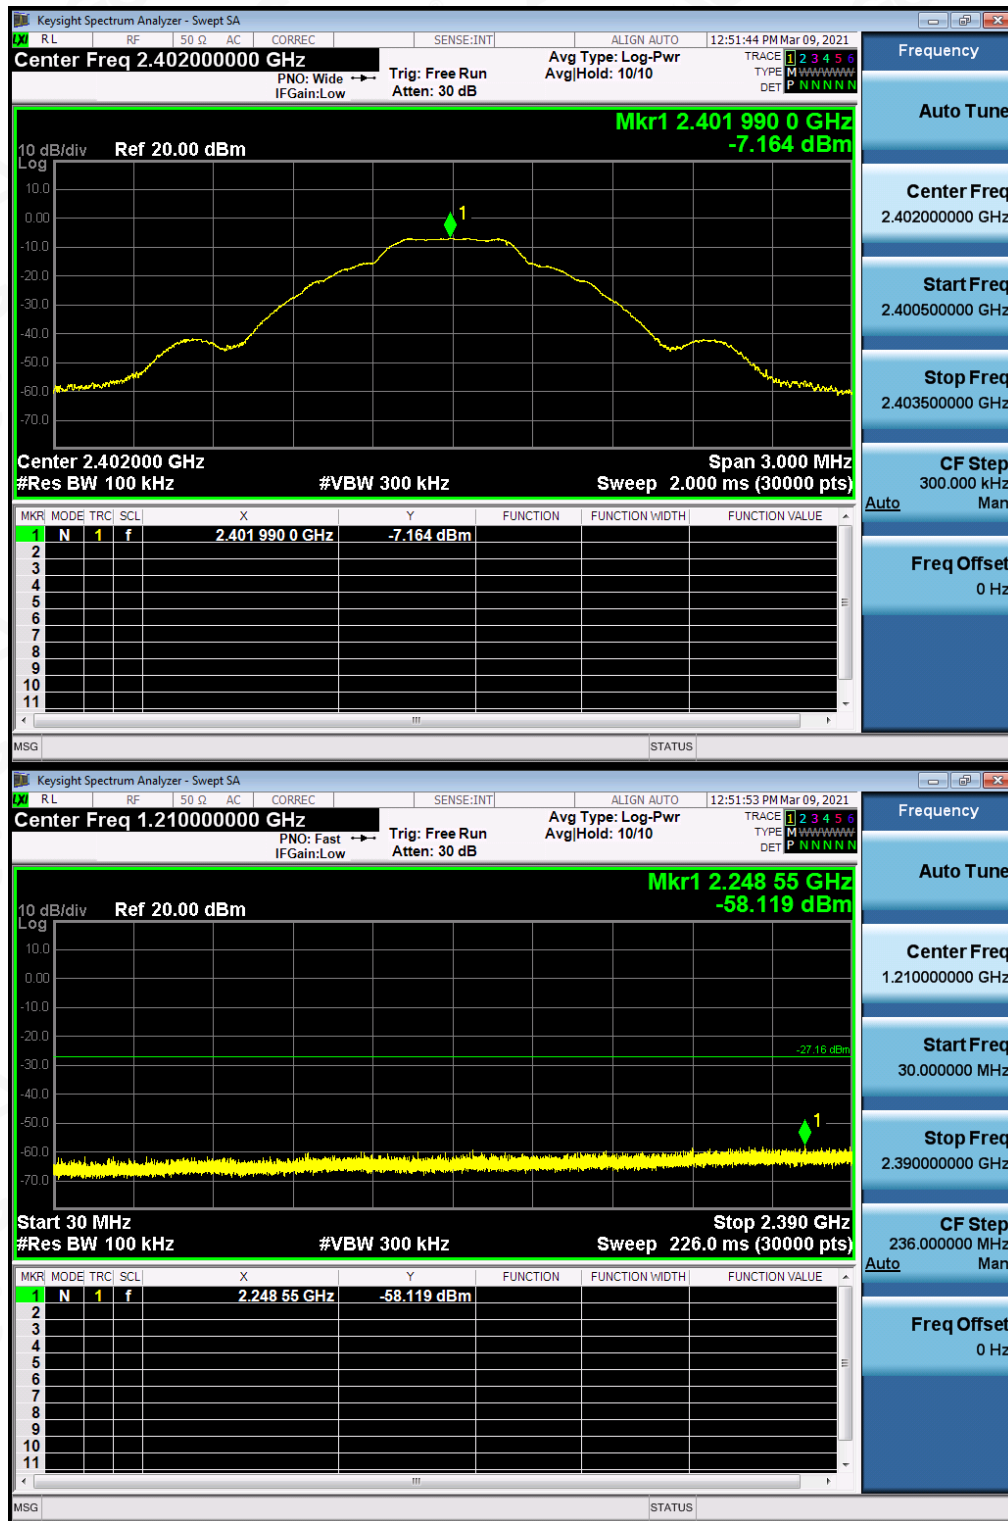 Keysight Spectrum Analyzer - Swept SA
LXI RL RF 50 Ω AC CORREC SENSE:INT ALIGN AUTO 12:51:44 PM Mar 09, 2021
Center Freq 2.402000000 GHz Avg Type: Log-Pwr TRACE 1 2 3 4 5 6
PNO: Wide Trig: Free Run Avg|Hold: 10/10 TYPE M W W W W W
IFGain:Low Atten: 30 dB DET P N N N N N
Mkr1 2.401 990 0 GHz
10 dB/div Ref 20.00 dBm -7.164 dBm
Log
10.0
0.00
1
-10.0
-20.0
-30.0
-40.0
-50.0
-60.0
-70.0
Center 2.402000 GHz Span 3.000 MHz
#Res BW 100 kHz #VBW 300 kHz Sweep 2.000 ms (30000 pts)
MKR MODE TRC SCL X Y FUNCTION FUNCTION WIDTH FUNCTION VALUE
1 N 1 f 2.401 990 0 GHz -7.164 dBm
2
3
4
5
6
7
8
9
10
11
MSG STATUS
Frequency
Auto Tune
Center Freq
2.402000000 GHz
Start Freq
2.400500000 GHz
Stop Freq
2.403500000 GHz
CF Step
300.000 kHz
Auto Man
Freq Offset
0 Hz
Keysight Spectrum Analyzer - Swept SA
LXI RL RF 50 Ω AC CORREC SENSE:INT ALIGN AUTO 12:51:53 PM Mar 09, 2021
Center Freq 1.210000000 GHz Avg Type: Log-Pwr TRACE 1 2 3 4 5 6
PNO: Fast Trig: Free Run Avg|Hold: 10/10 TYPE M W W W W W
IFGain:Low Atten: 30 dB DET P N N N N N
Mkr1 2.248 55 GHz
10 dB/div Ref 20.00 dBm -58.119 dBm
Log
10.0
0.00
-10.0
-20.0
-27.16 dBm
-30.0
-40.0
-50.0
1
-60.0
-70.0
Start 30 MHz Stop 2.390 GHz
#Res BW 100 kHz #VBW 300 kHz Sweep 226.0 ms (30000 pts)
MKR MODE TRC SCL X Y FUNCTION FUNCTION WIDTH FUNCTION VALUE
1 N 1 f 2.248 55 GHz -58.119 dBm
2
3
4
5
6
7
8
9
10
11
MSG STATUS
Frequency
Auto Tune
Center Freq
1.210000000 GHz
Start Freq
30.000000 MHz
Stop Freq
2.390000000 GHz
CF Step
236.000000 MHz
Auto Man
Freq Offset
0 Hz